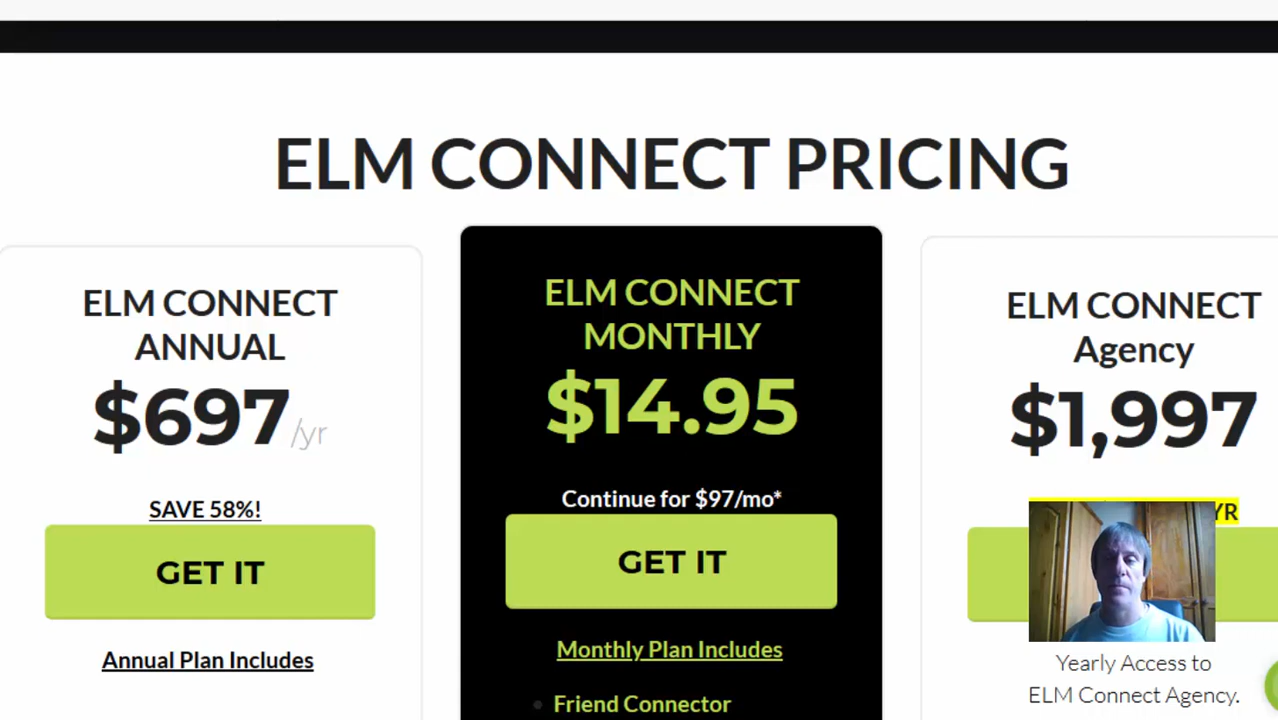 ELM CONNECT PRICING
ELM CONNECT
ANNUAL
$697/yr
SAVE 58%!
GET IT
Annual Plan Includes
ELM CONNECT
MONTHLY
$14.95
Continue for $97/mo*
GET IT
Monthly Plan Includes
Friend Connector
ELM CONNECT
Agency
$1,997
YR
Yearly Access to
ELM Connect Agency.